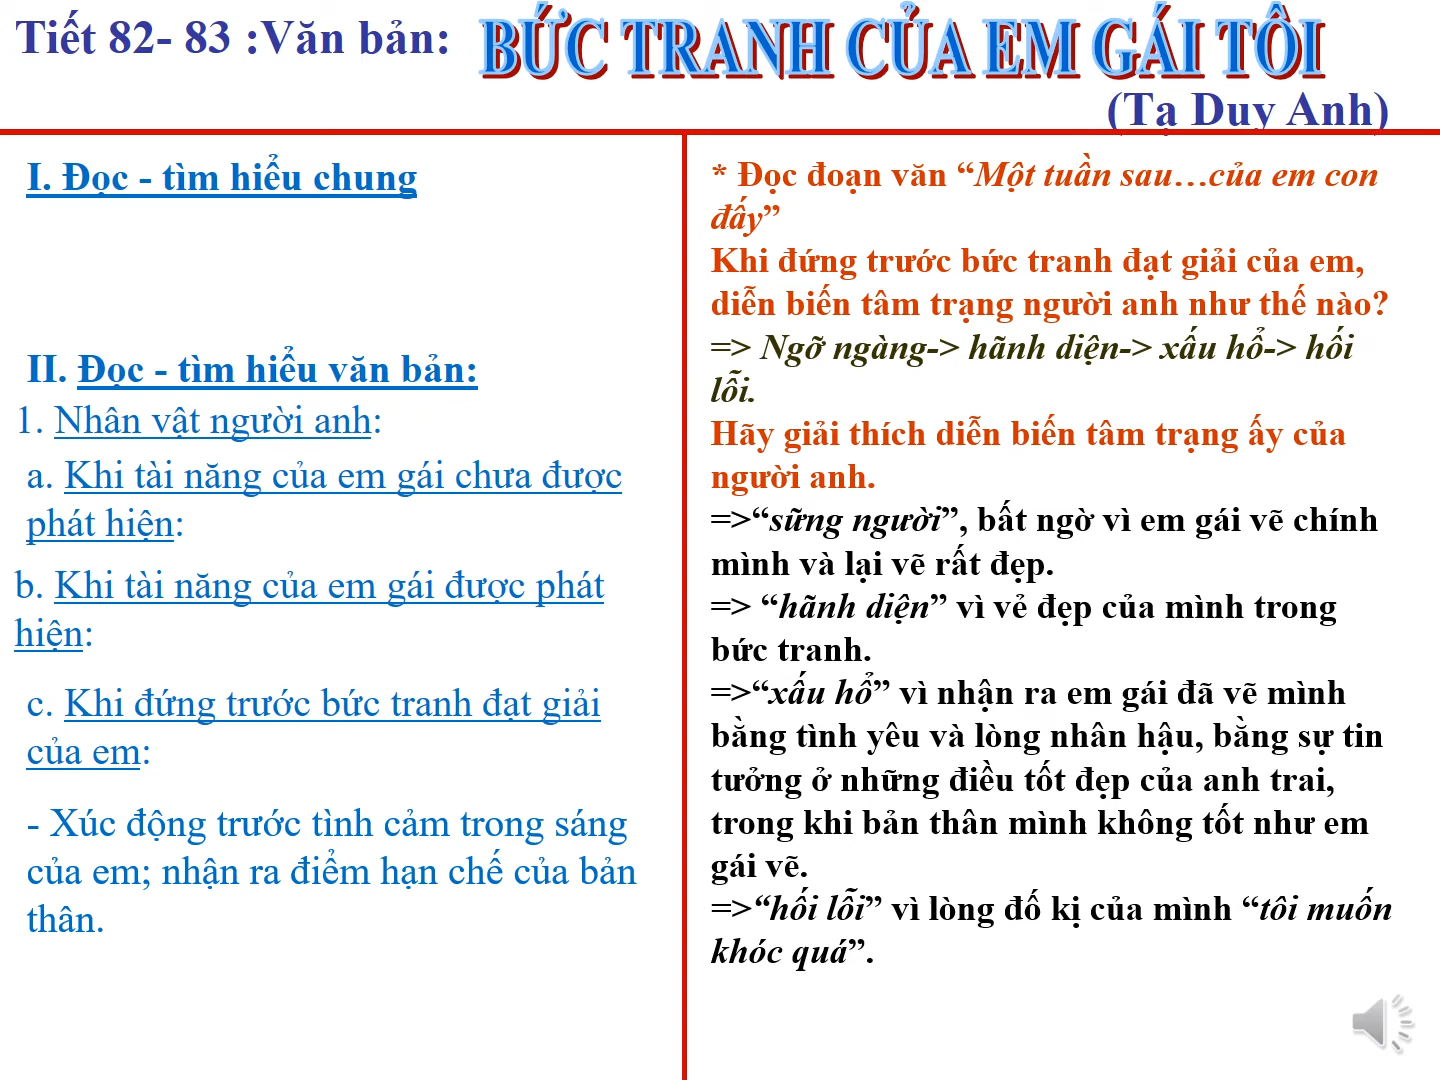 Tiết 82- 83 :Văn bản:
BỨC TRANH CỦA EM GÁI TÔI
(Tạ Duy Anh)
I. Đọc - tìm hiểu chung
II. Đọc - tìm hiểu văn bản:
1. Nhân vật người anh:
a. Khi tài năng của em gái chưa được
phát hiện:
b. Khi tài năng của em gái được phát
hiện:
c. Khi đứng trước bức tranh đạt giải
của em:
- Xúc động trước tình cảm trong sáng
của em; nhận ra điểm hạn chế của bản
thân.
* Đọc đoạn văn “Một tuần sau…của em con
đấy”
Khi đứng trước bức tranh đạt giải của em,
diễn biến tâm trạng người anh như thế nào?
=> Ngỡ ngàng-> hãnh diện-> xấu hổ-> hối
lỗi.
Hãy giải thích diễn biến tâm trạng ấy của
người anh.
=>“sững người”, bất ngờ vì em gái vẽ chính
mình và lại vẽ rất đẹp.
=> “hãnh diện” vì vẻ đẹp của mình trong
bức tranh.
=>“xấu hổ” vì nhận ra em gái đã vẽ mình
bằng tình yêu và lòng nhân hậu, bằng sự tin
tưởng ở những điều tốt đẹp của anh trai,
trong khi bản thân mình không tốt như em
gái vẽ.
=>“hối lỗi” vì lòng đố kị của mình “tôi muốn
khóc quá”.